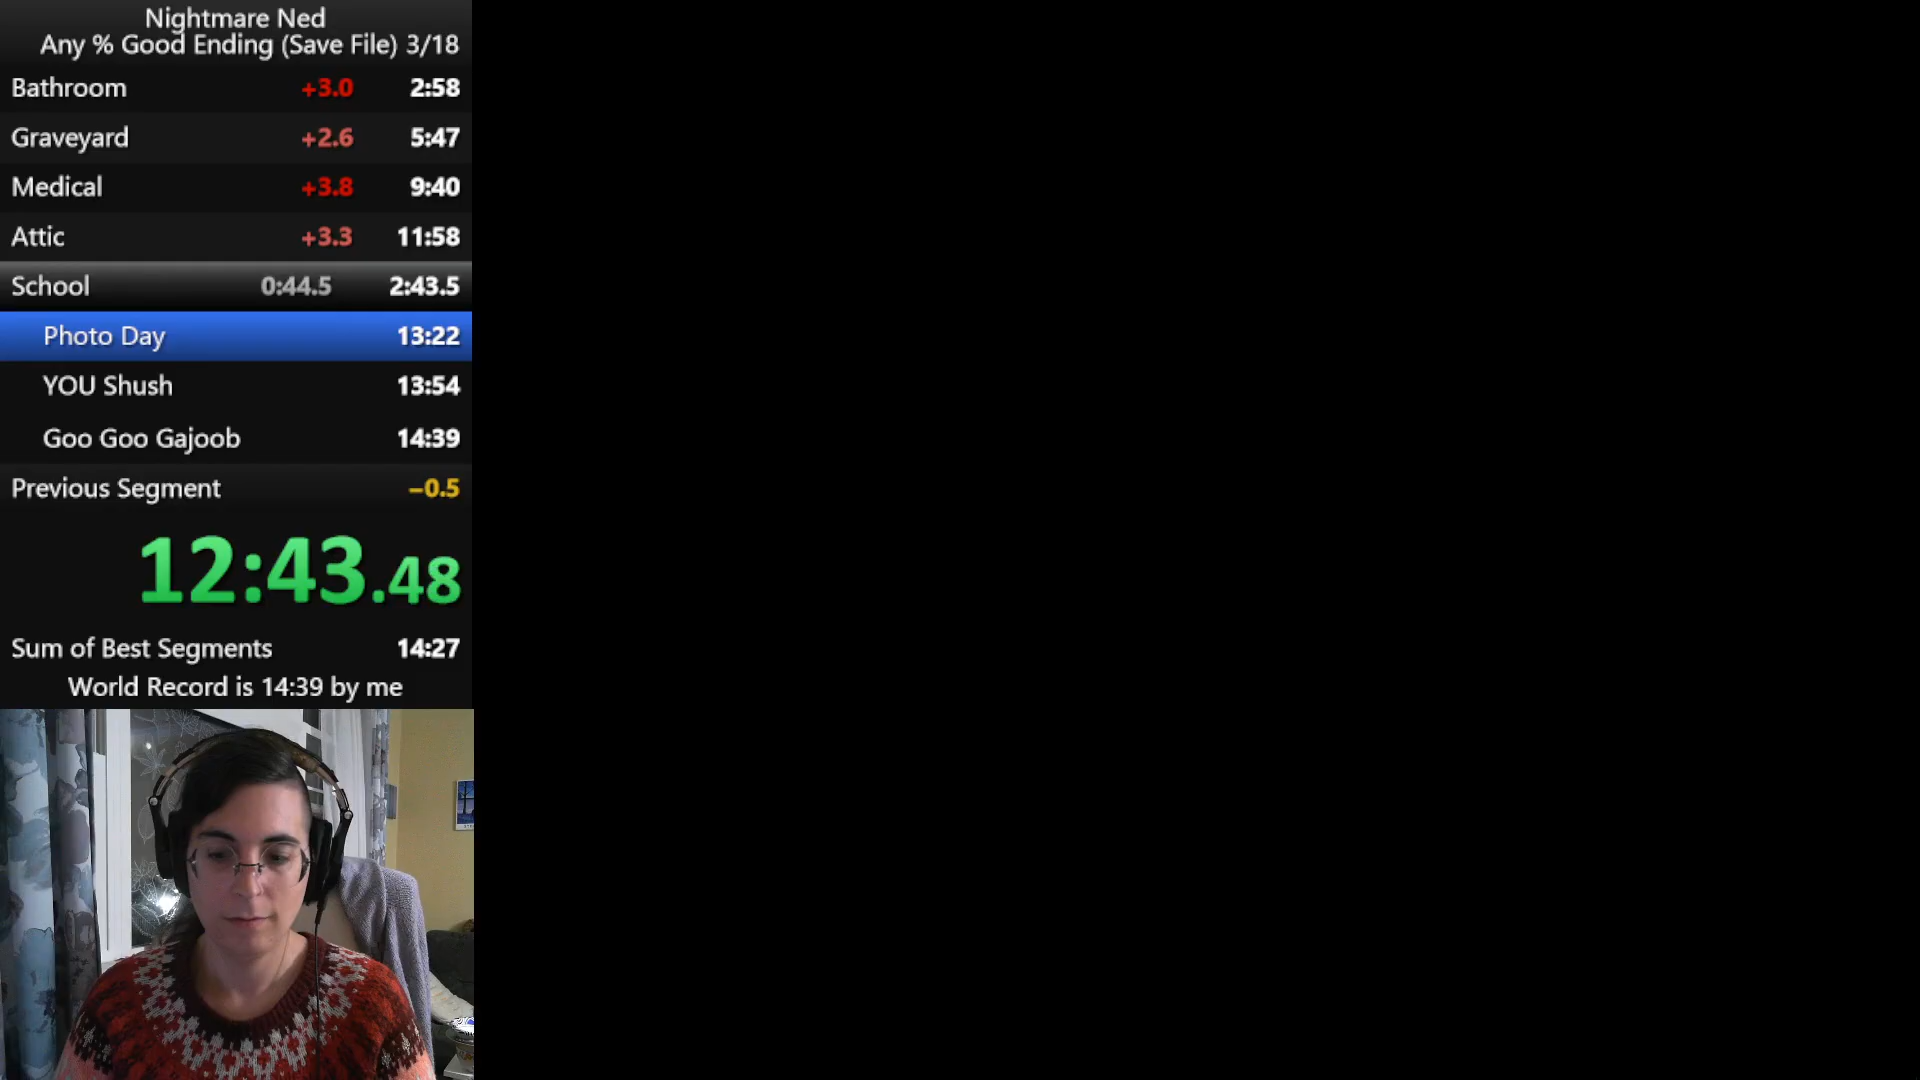 Nightmare Ned
Any % Good Ending (Save File) 3/18
Bathroom +3.0 2:58
Graveyard +2.6 5:47
Medical +3.8 9:40
Attic +3.3 11:58
School 0:44.5 2:43.5
Photo Day 13:22
YOU Shush 13:54
Goo Goo Gajoob 14:39
Previous Segment −0.5
12:43.48
Sum of Best Segments 14:27
World Record is 14:39 by me